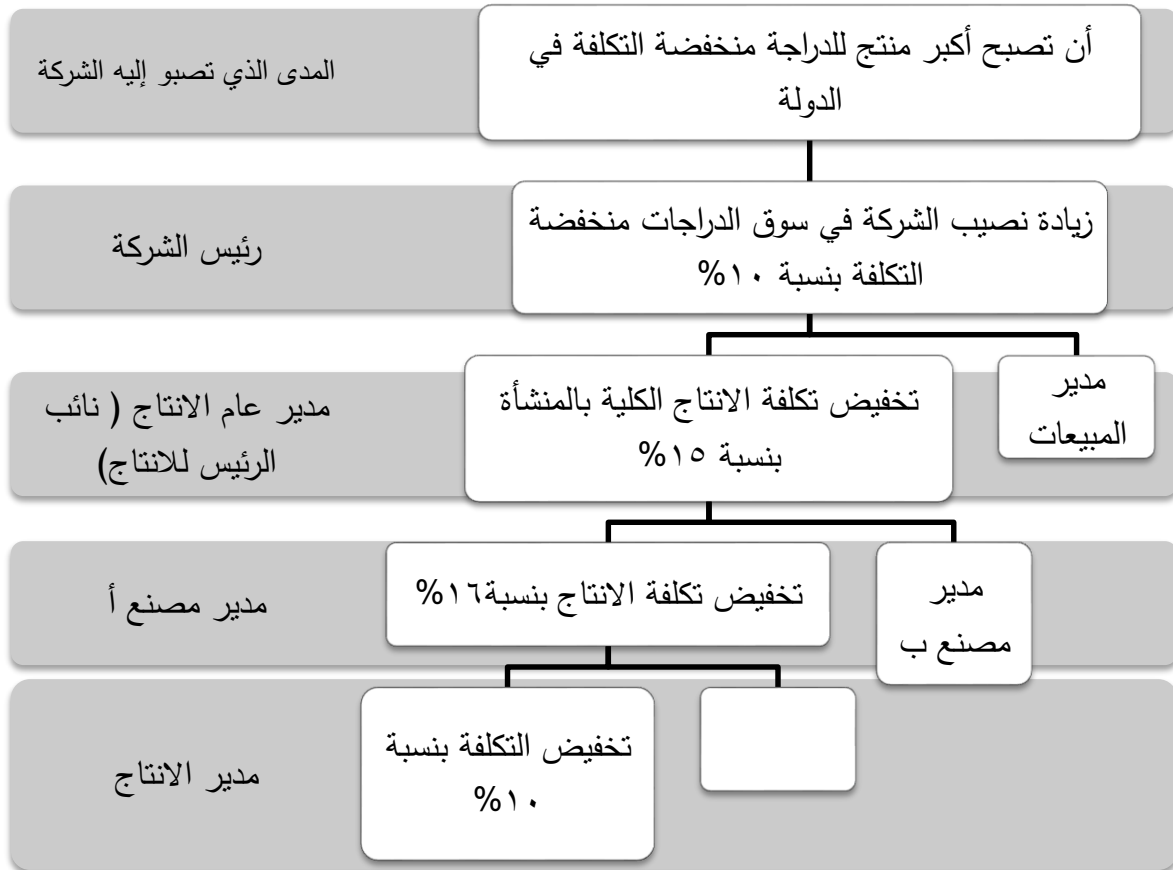 أن تصبح أكبر منتج للدراجة منخفضة التكلفة في
الدولة
المدى الذي تصبو إليه الشركة
زيادة نصيب الشركة في سوق الدراجات منخفضة
التكلفة بنسبة ١٠%
رئيس الشركة
مدير
المبيعات
تخفيض تكلفة الانتاج الكلية بالمنشأة
بنسبة ١٥%
مدير عام الانتاج ( نائب
الرئيس للانتاج)
مدير
مصنع ب
تخفيض تكلفة الانتاج بنسبة١٦%
مدير مصنع أ
تخفيض التكلفة بنسبة
١٠%
مدير الانتاج